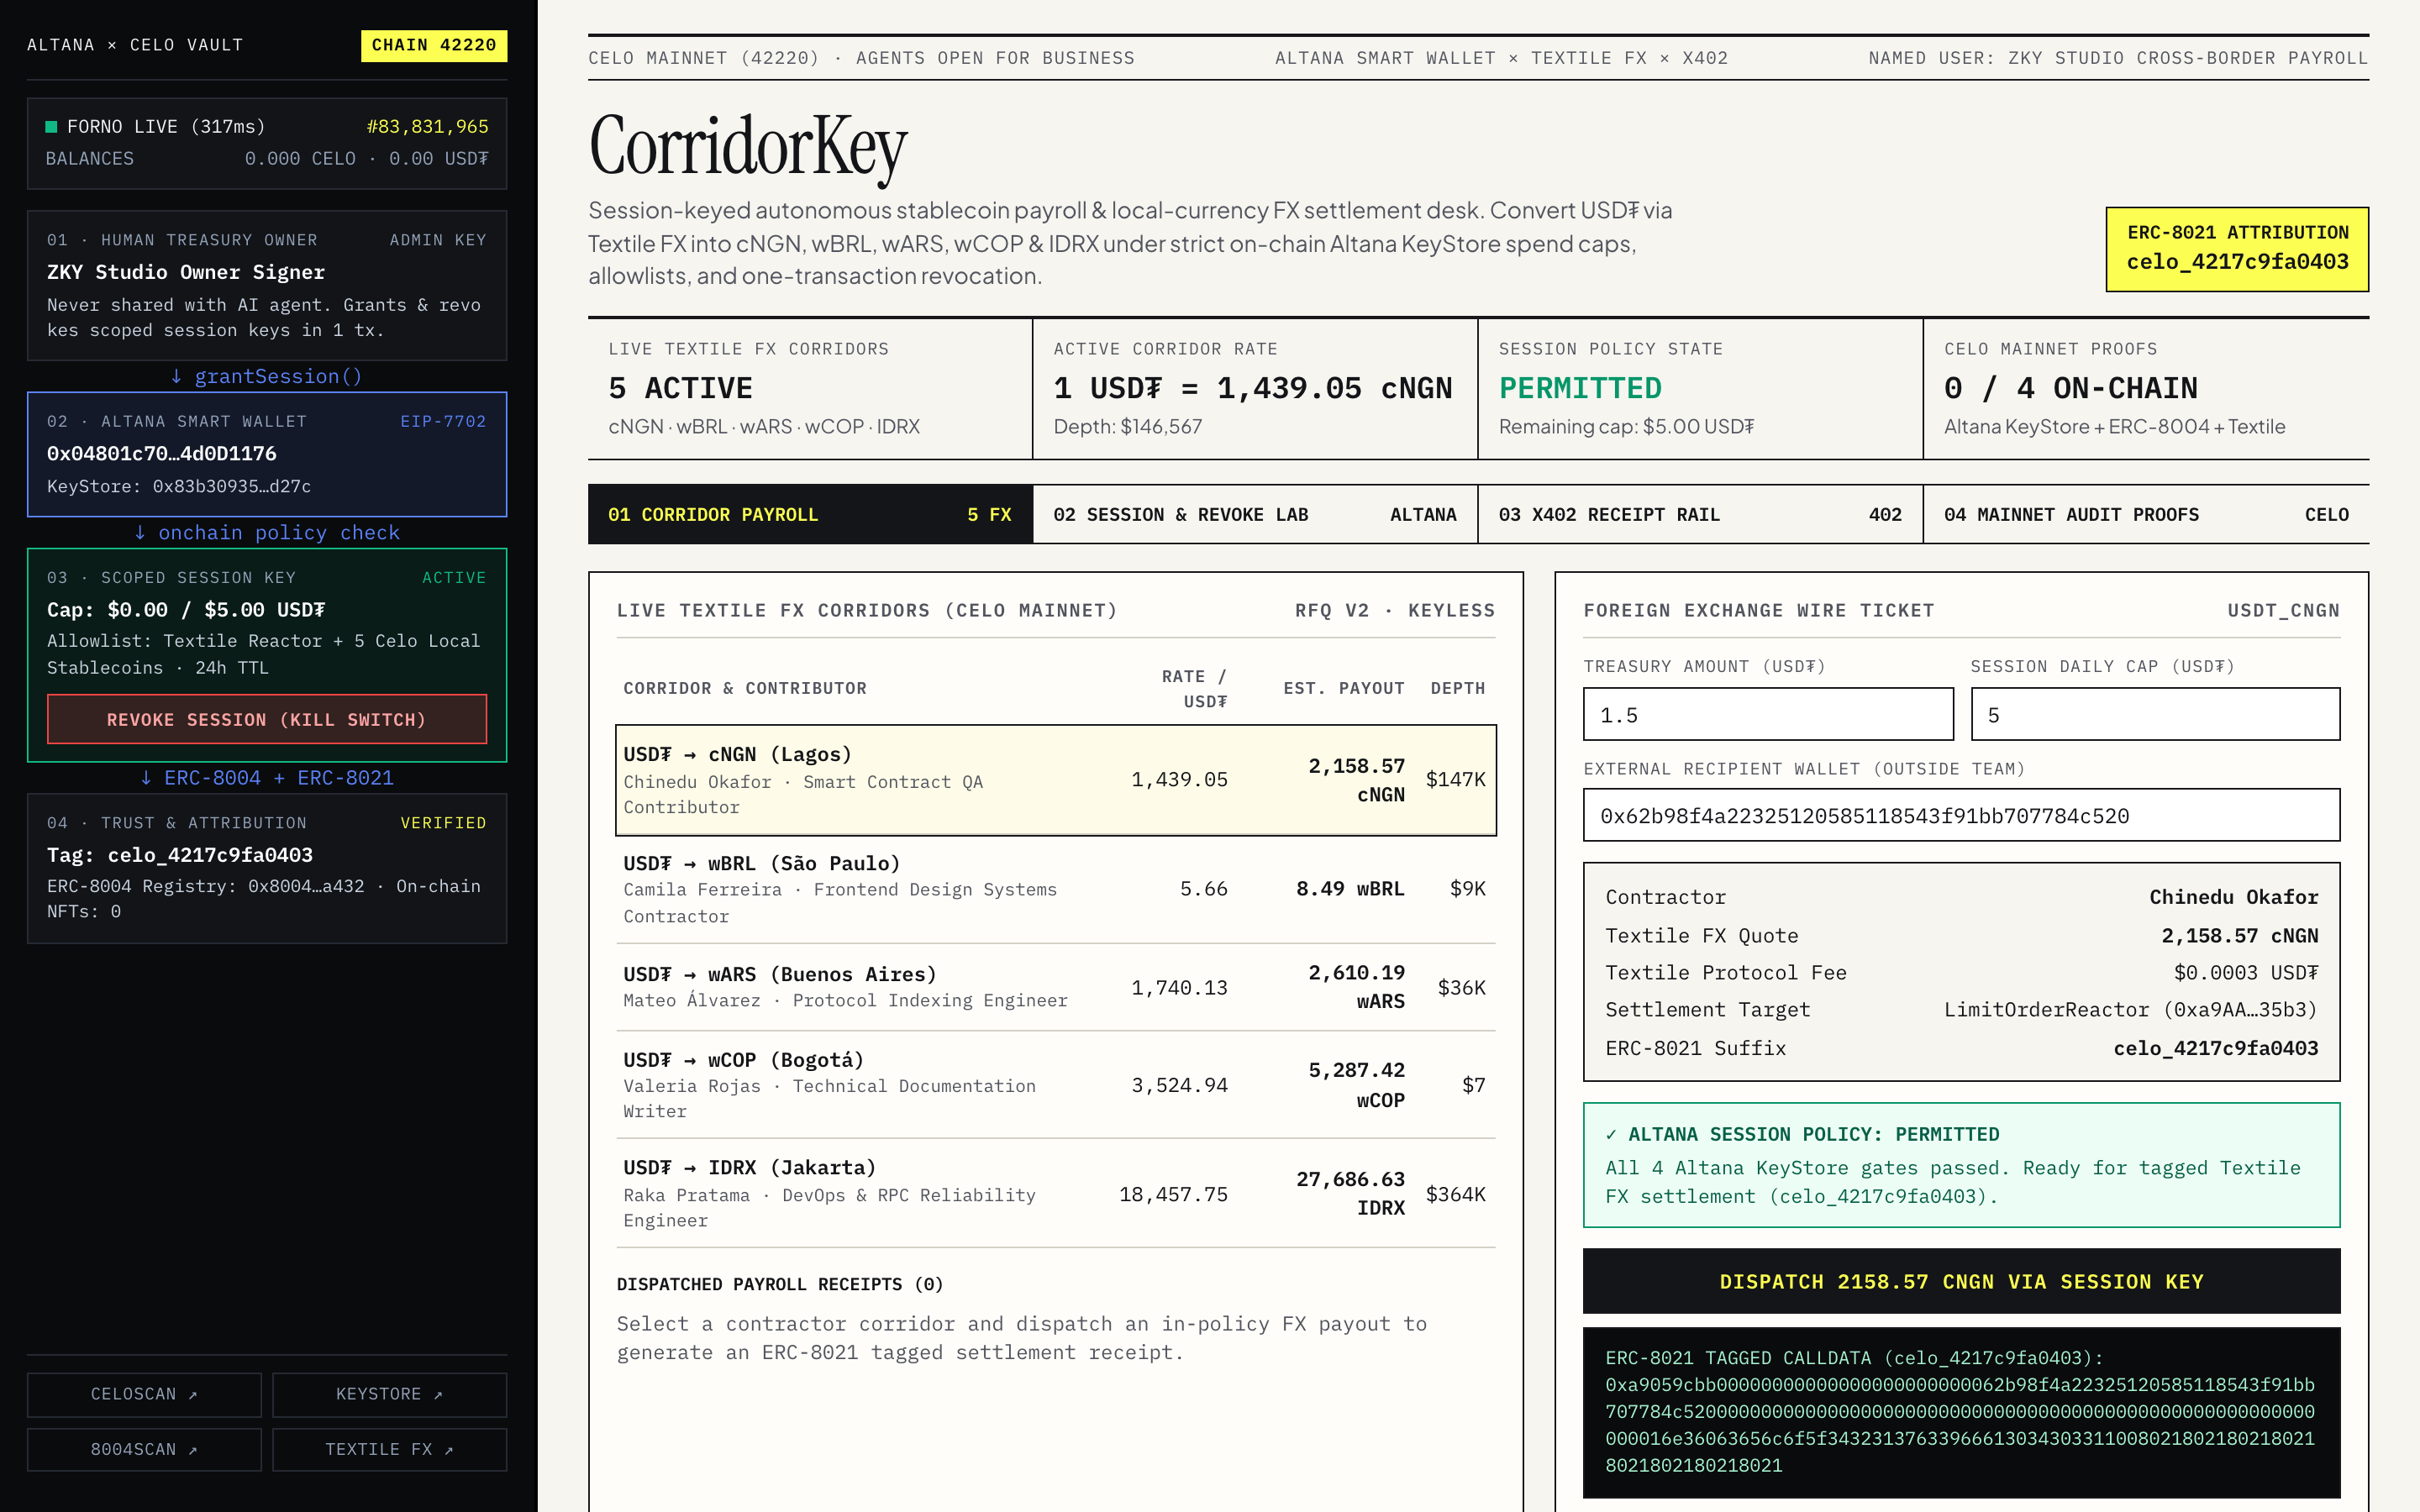 ALTANA × CELO VAULT
CHAIN 42220
FORNO LIVE (317ms)
#83,831,965
BALANCES
0.000 CELO · 0.00 USD₮
01 · HUMAN TREASURY OWNER
ADMIN KEY
ZKY Studio Owner Signer
Never shared with AI agent. Grants & revo
kes scoped session keys in 1 tx.
↓ grantSession()
02 · ALTANA SMART WALLET
EIP-7702
0x04801c70…4d0D1176
KeyStore: 0x83b30935…d27c
↓ onchain policy check
03 · SCOPED SESSION KEY
ACTIVE
Cap: $0.00 / $5.00 USD₮
Allowlist: Textile Reactor + 5 Celo Local
Stablecoins · 24h TTL
REVOKE SESSION (KILL SWITCH)
↓ ERC-8004 + ERC-8021
04 · TRUST & ATTRIBUTION
VERIFIED
Tag: celo_4217c9fa0403
ERC-8004 Registry: 0x8004…a432 · On-chain
NFTs: 0
CELOSCAN ↗
KEYSTORE ↗
8004SCAN ↗
TEXTILE FX ↗
CELO MAINNET (42220) · AGENTS OPEN FOR BUSINESS
ALTANA SMART WALLET × TEXTILE FX × X402
NAMED USER: ZKY STUDIO CROSS-BORDER PAYROLL
CorridorKey
Session-keyed autonomous stablecoin payroll & local-currency FX settlement desk. Convert USD₮ via
Textile FX into cNGN, wBRL, wARS, wCOP & IDRX under strict on-chain Altana KeyStore spend caps,
allowlists, and one-transaction revocation.
ERC-8021 ATTRIBUTION
celo_4217c9fa0403
LIVE TEXTILE FX CORRIDORS
5 ACTIVE
cNGN · wBRL · wARS · wCOP · IDRX
ACTIVE CORRIDOR RATE
1 USD₮ = 1,439.05 cNGN
Depth: $146,567
SESSION POLICY STATE
PERMITTED
Remaining cap: $5.00 USD₮
CELO MAINNET PROOFS
0 / 4 ON-CHAIN
Altana KeyStore + ERC-8004 + Textile
01 CORRIDOR PAYROLL
5 FX
02 SESSION & REVOKE LAB
ALTANA
03 X402 RECEIPT RAIL
402
04 MAINNET AUDIT PROOFS
CELO
LIVE TEXTILE FX CORRIDORS (CELO MAINNET)
RFQ V2 · KEYLESS
CORRIDOR & CONTRIBUTOR
RATE /
USD₮
EST. PAYOUT
DEPTH
USD₮ → cNGN (Lagos)
Chinedu Okafor · Smart Contract QA
Contributor
1,439.05
2,158.57
cNGN
$147K
USD₮ → wBRL (São Paulo)
Camila Ferreira · Frontend Design Systems
Contractor
5.66
8.49 wBRL
$9K
USD₮ → wARS (Buenos Aires)
Mateo Álvarez · Protocol Indexing Engineer
1,740.13
2,610.19
wARS
$36K
USD₮ → wCOP (Bogotá)
Valeria Rojas · Technical Documentation
Writer
3,524.94
5,287.42
wCOP
$7
USD₮ → IDRX (Jakarta)
Raka Pratama · DevOps & RPC Reliability
Engineer
18,457.75
27,686.63
IDRX
$364K
DISPATCHED PAYROLL RECEIPTS (0)
Select a contractor corridor and dispatch an in-policy FX payout to
generate an ERC-8021 tagged settlement receipt.
FOREIGN EXCHANGE WIRE TICKET
USDT_CNGN
TREASURY AMOUNT (USD₮)
SESSION DAILY CAP (USD₮)
1.5
5
EXTERNAL RECIPIENT WALLET (OUTSIDE TEAM)
0x62b98f4a22325120585118543f91bb707784c520
Contractor
Chinedu Okafor
Textile FX Quote
2,158.57 cNGN
Textile Protocol Fee
$0.0003 USD₮
Settlement Target
LimitOrderReactor (0xa9AA…35b3)
ERC-8021 Suffix
celo_4217c9fa0403
✓ ALTANA SESSION POLICY: PERMITTED
All 4 Altana KeyStore gates passed. Ready for tagged Textile
FX settlement (celo_4217c9fa0403).
DISPATCH 2158.57 CNGN VIA SESSION KEY
ERC-8021 TAGGED CALLDATA (celo_4217c9fa0403):
0xa9059cbb00000000000000000000000062b98f4a22325120585118543f91bb
707784c520000000000000000000000000000000000000000000000000000000
000016e36063656c6f5f34323137633966613034303311008021802180218021
8021802180218021